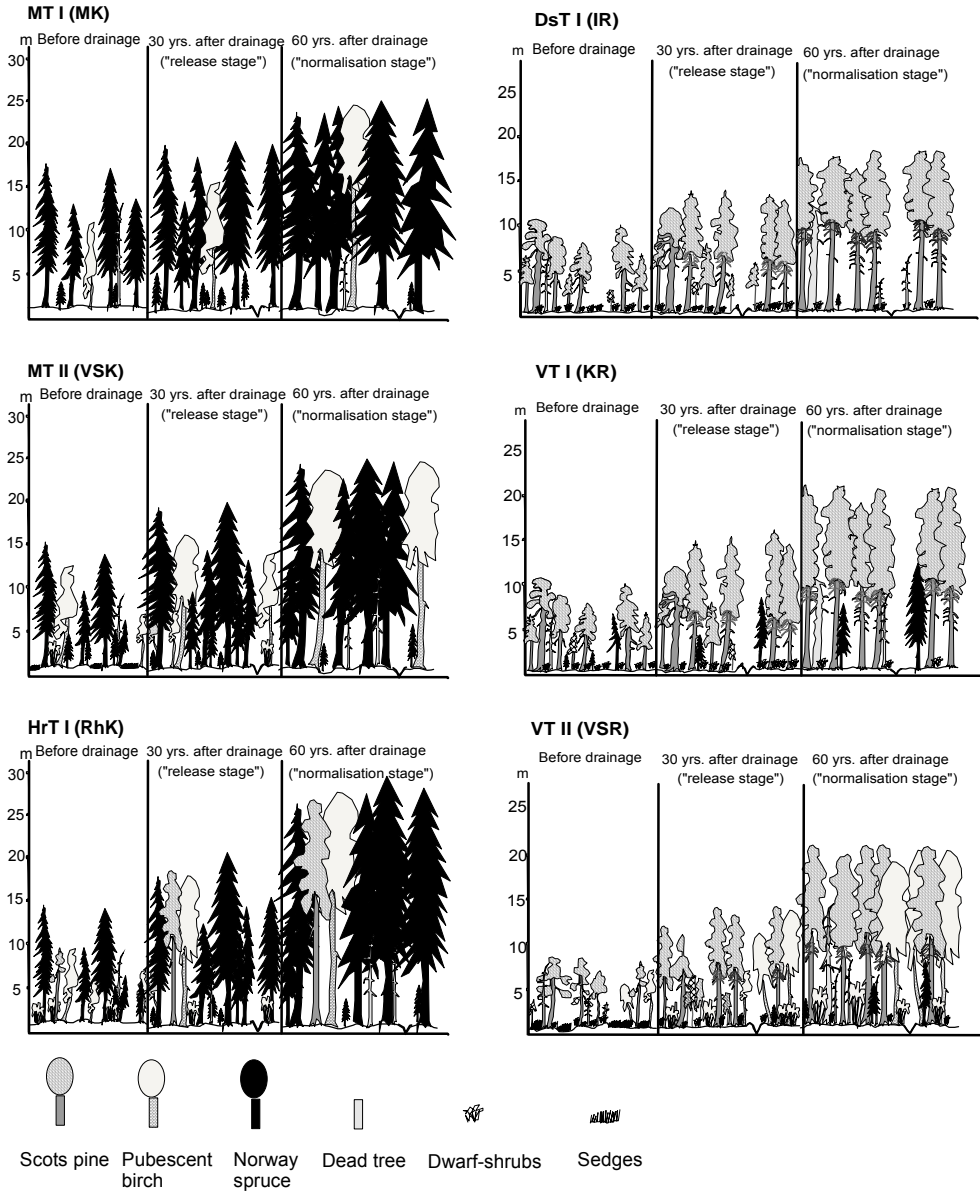 MT I (MK)
m Before drainage
30 yrs. after drainage
("release stage")
60 yrs. after drainage
("normalisation stage")
30
25
20
15
10
5
DsT I (IR)
m Before drainage
30 yrs. after drainage
("release stage")
60 yrs. after drainage
("normalisation stage")
25
20
15
10
5
MT II (VSK)
m Before drainage
30 yrs. after drainage
("release stage")
60 yrs. after drainage
("normalisation stage")
30
25
20
15
10
5
VT I (KR)
m Before drainage
30 yrs. after drainage
("release stage")
60 yrs. after drainage
("normalisation stage")
25
20
15
10
5
HrT I (RhK)
m Before drainage
30 yrs. after drainage
("release stage")
60 yrs. after drainage
("normalisation stage")
30
25
20
15
10
5
VT II (VSR)
m
Before drainage
30 yrs. after drainage
("release stage")
60 yrs. after drainage
("normalisation stage")
25
20
15
10
5
Scots pine
Pubescent
birch
Norway
spruce
Dead tree
Dwarf-shrubs
Sedges